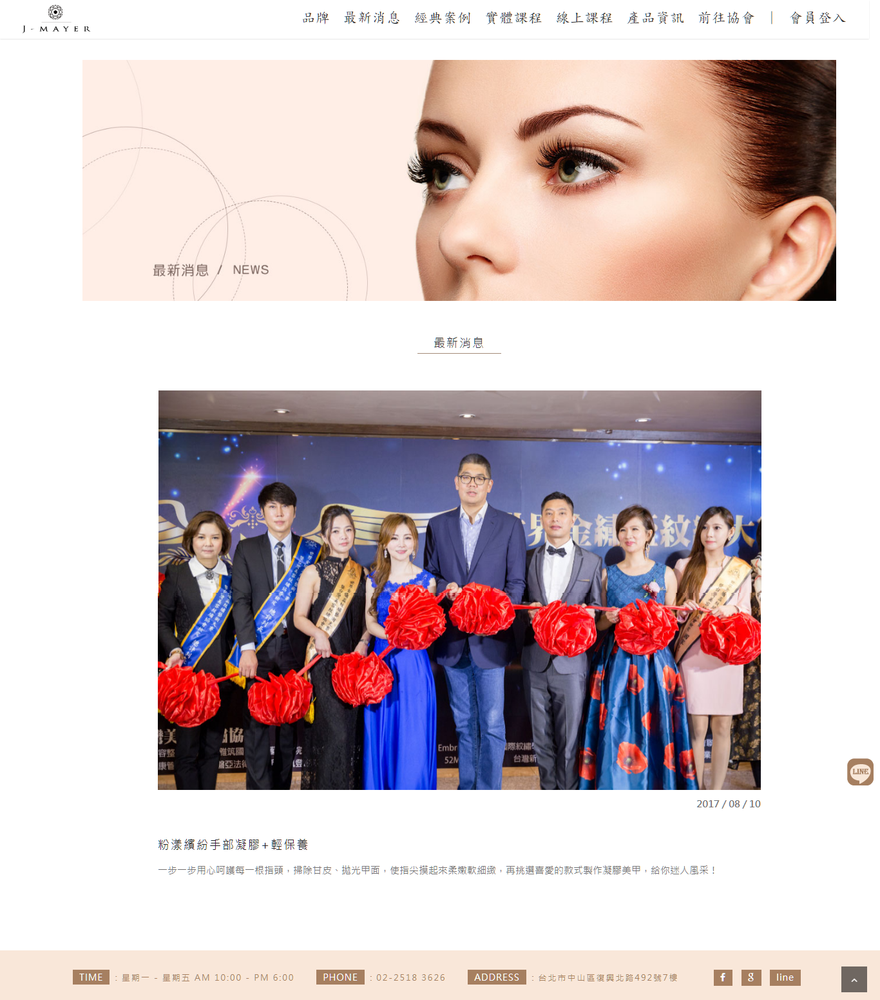 J - MAYER
品牌 最新消息 經典案例 實體課程 線上課程 產品資訊 前往協會 | 會員登入
最新消息 / NEWS
最新消息
世界金繡 紋繡大
LINE
2017 / 08 / 10
粉漾繽紛手部凝膠+輕保養
一步一步用心呵護每一根指頭，掃除甘皮、拋光甲面，使指尖摸起來柔嫩軟細緻，再挑選喜愛的款式製作凝膠美甲，給你迷人風采！
TIME : 星期一 - 星期五 AM 10:00 - PM 6:00 PHONE : 02-2518 3626 ADDRESS : 台北市中山區復興北路492號7樓 f g line